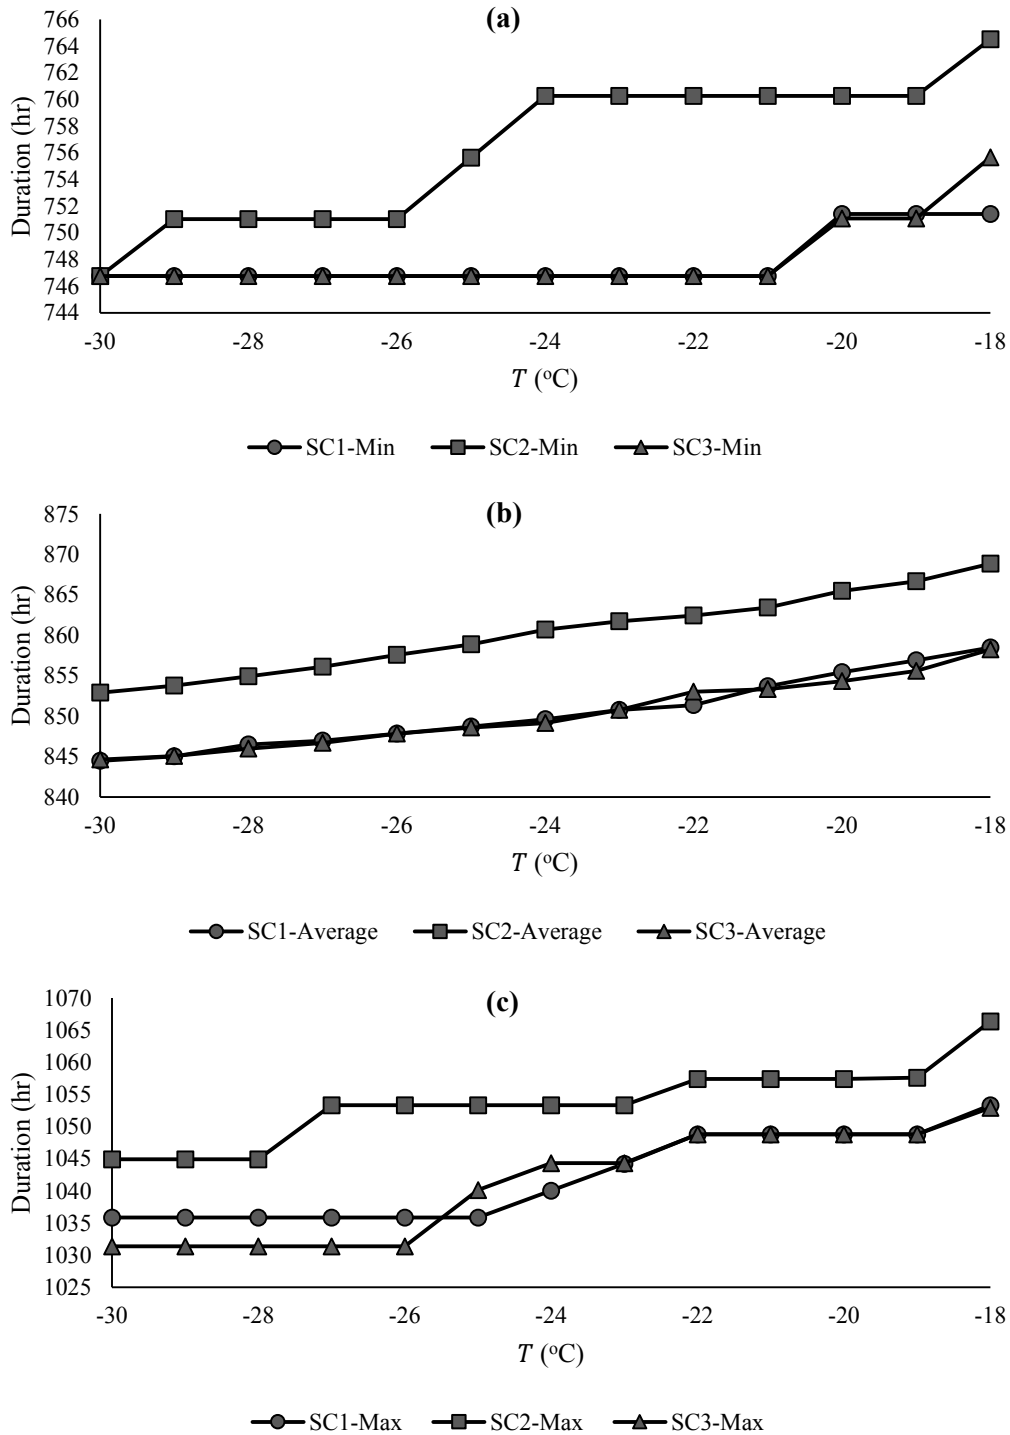 (a)
Duration (hr)
766
764
762
760
758
756
754
752
750
748
746
744
-30 -28 -26 -24 -22 -20 -18
T (ºC)
SC1-Min SC2-Min SC3-Min
(b)
Duration (hr)
875
870
865
860
855
850
845
840
-30 -28 -26 -24 -22 -20 -18
T (ºC)
SC1-Average SC2-Average SC3-Average
(c)
Duration (hr)
1070
1065
1060
1055
1050
1045
1040
1035
1030
1025
-30 -28 -26 -24 -22 -20 -18
T (ºC)
SC1-Max SC2-Max SC3-Max